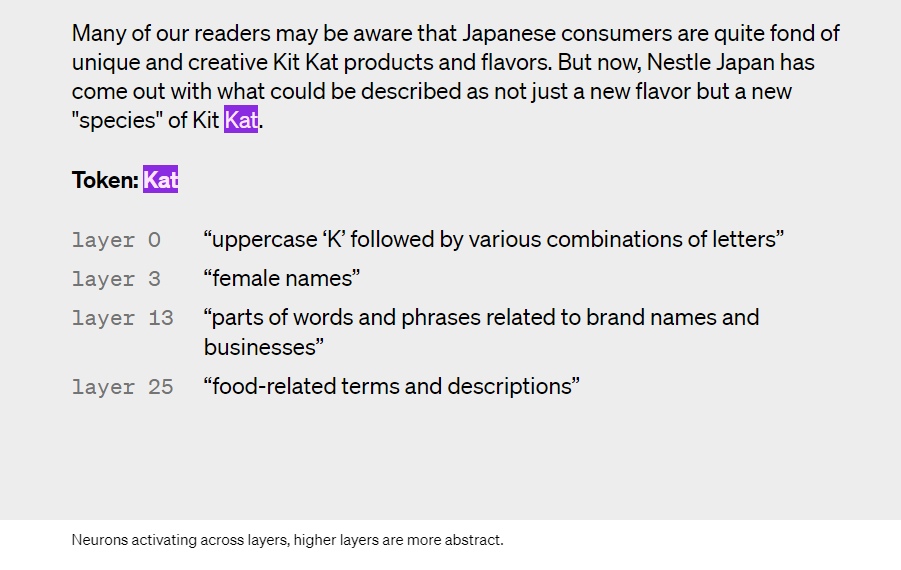 Many of our readers may be aware that Japanese consumers are quite fond of
unique and creative Kit Kat products and flavors. But now, Nestle Japan has
come out with what could be described as not just a new flavor but a new
"species" of Kit Kat.
Token: Kat
layer 0 “uppercase ‘K’ followed by various combinations of letters”
layer 3 “female names”
layer 13 “parts of words and phrases related to brand names and
businesses”
layer 25 “food-related terms and descriptions”
Neurons activating across layers, higher layers are more abstract.